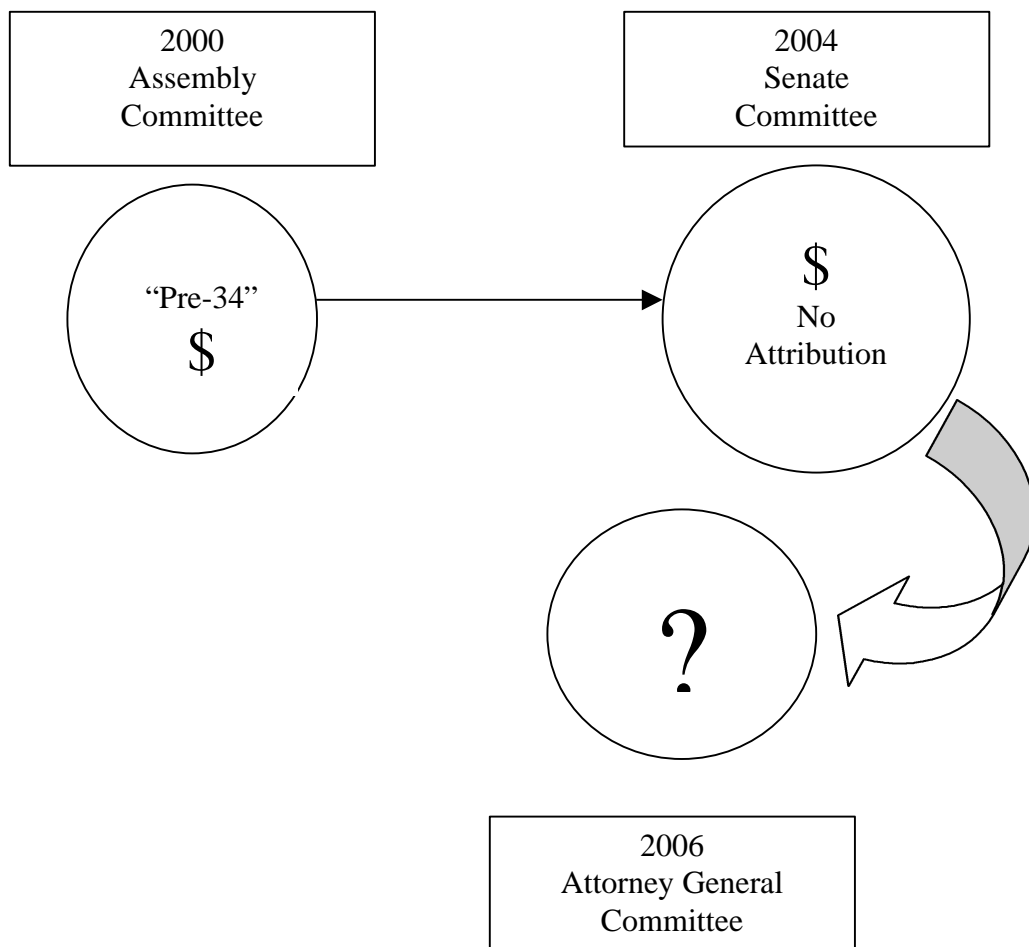 2000
Assembly
Committee
2004
Senate
Committee
“Pre-34”
$
$
No
Attribution
?
2006
Attorney General
Committee